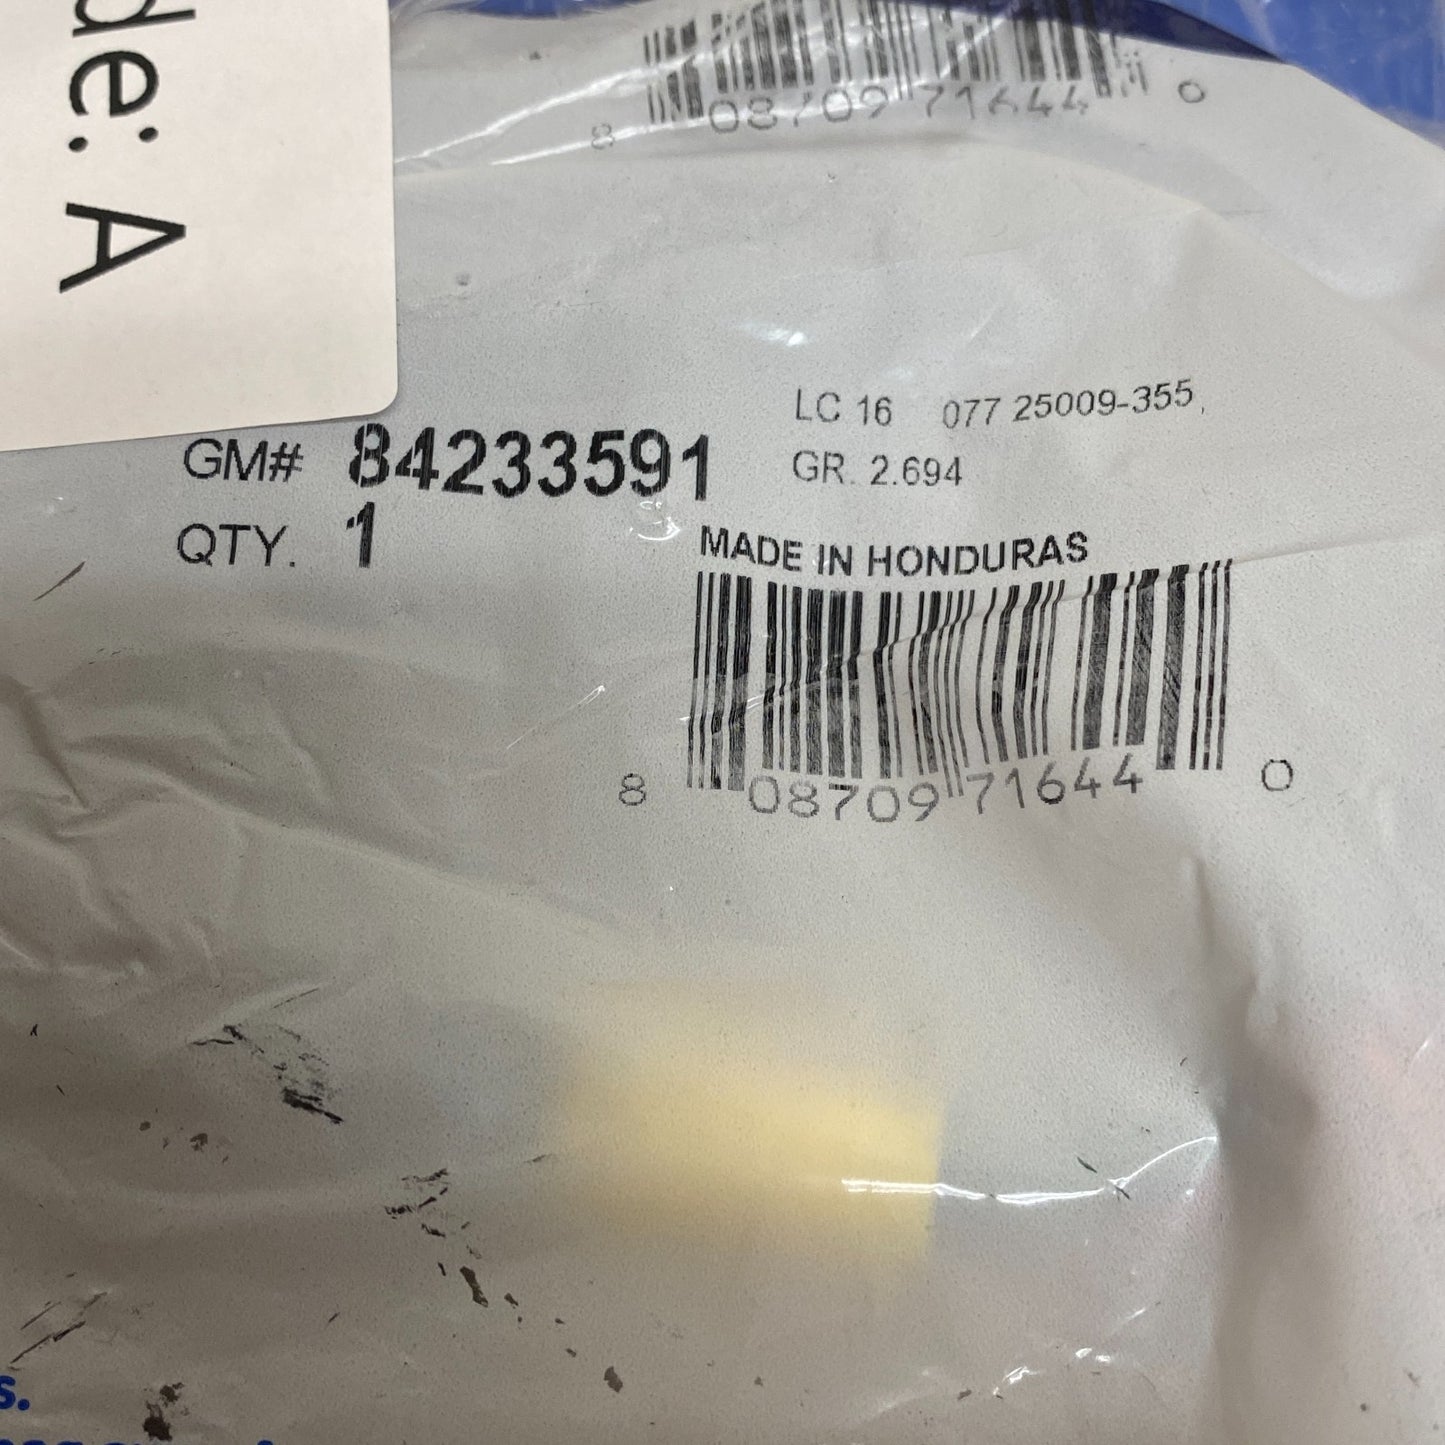 8 08709 71644 0
de: A
LC 16 077 25009-355
GM# 84233591
GR. 2.694
QTY. 1
MADE IN HONDURAS
8 08709 71644 0
s.